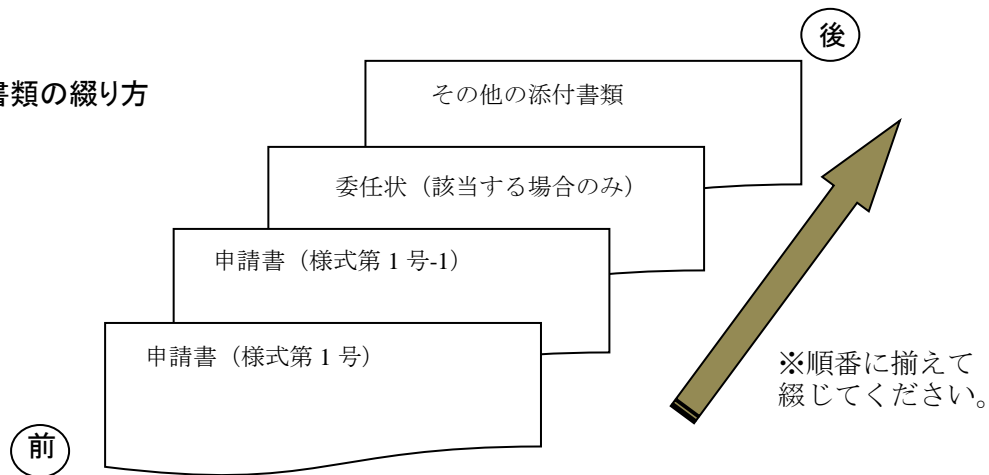 後
書類の綴り方
その他の添付書類
委任状（該当する場合のみ）
申請書（様式第 1 号-1）
申請書（様式第 1 号）
※順番に揃えて
綴じてください。
前